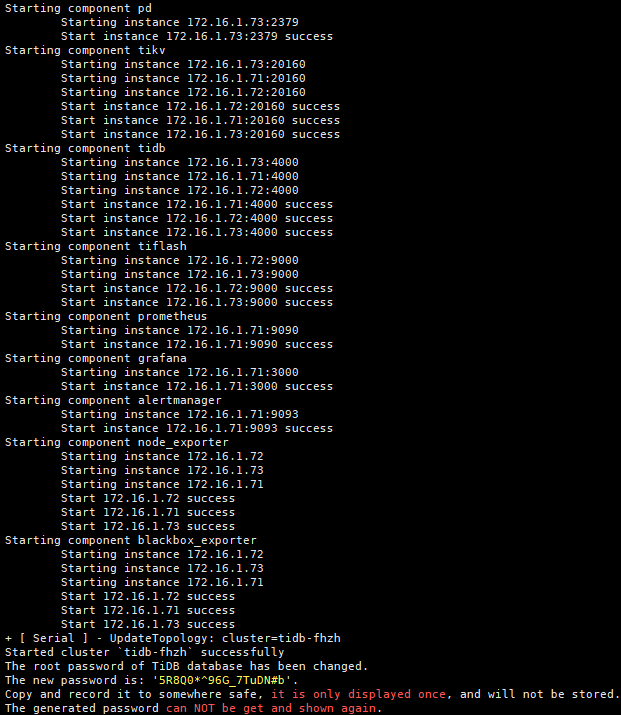 Starting component pd
Starting instance 172.16.1.73:2379
Start instance 172.16.1.73:2379 success
Starting component tikv
Starting instance 172.16.1.73:20160
Starting instance 172.16.1.71:20160
Starting instance 172.16.1.72:20160
Start instance 172.16.1.72:20160 success
Start instance 172.16.1.71:20160 success
Start instance 172.16.1.73:20160 success
Starting component tidb
Starting instance 172.16.1.73:4000
Starting instance 172.16.1.71:4000
Starting instance 172.16.1.72:4000
Start instance 172.16.1.71:4000 success
Start instance 172.16.1.72:4000 success
Start instance 172.16.1.73:4000 success
Starting component tiflash
Starting instance 172.16.1.72:9000
Starting instance 172.16.1.73:9000
Start instance 172.16.1.72:9000 success
Start instance 172.16.1.73:9000 success
Starting component prometheus
Starting instance 172.16.1.71:9090
Start instance 172.16.1.71:9090 success
Starting component grafana
Starting instance 172.16.1.71:3000
Start instance 172.16.1.71:3000 success
Starting component alertmanager
Starting instance 172.16.1.71:9093
Start instance 172.16.1.71:9093 success
Starting component node_exporter
Starting instance 172.16.1.72
Starting instance 172.16.1.73
Starting instance 172.16.1.71
Start 172.16.1.72 success
Start 172.16.1.71 success
Start 172.16.1.73 success
Starting component blackbox_exporter
Starting instance 172.16.1.72
Starting instance 172.16.1.73
Starting instance 172.16.1.71
Start 172.16.1.72 success
Start 172.16.1.71 success
Start 172.16.1.73 success
+ [ Serial ] - UpdateTopology: cluster=tidb-fhzh
Started cluster `tidb-fhzh` successfully
The root password of TiDB database has been changed.
The new password is: '5R8Q0*^96G_7TuDN#b'.
Copy and record it to somewhere safe, it is only displayed once, and will not be stored.
The generated password can NOT be get and shown again.